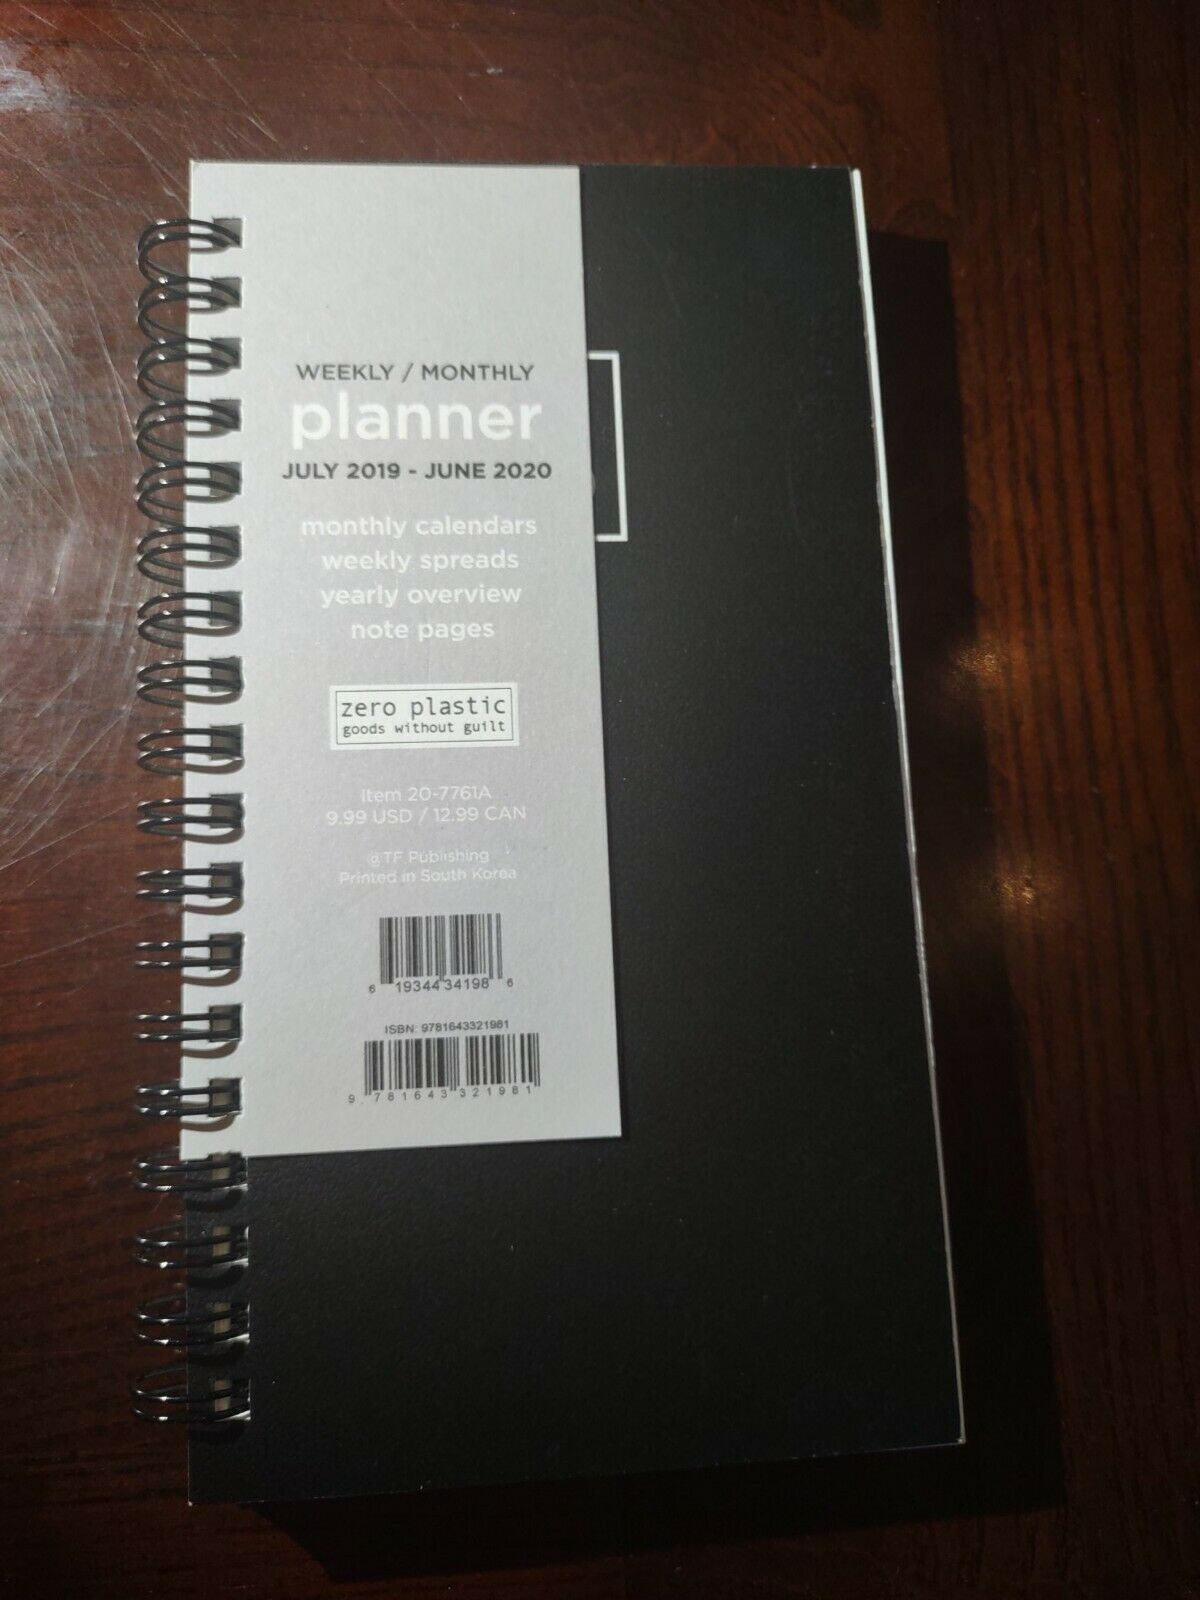 WEEKLY / MONTHLY
planner
JULY 2019 - JUNE 2020
monthly calendars
weekly spreads
yearly overview
note pages
zero plastic
goods without guilt
Item 20-7761A
9.99 USD / 12.99 CAN
@TF Publishing
Printed in South Korea
6 19344 34198 6
ISBN: 9781643321981
9 781643 321981